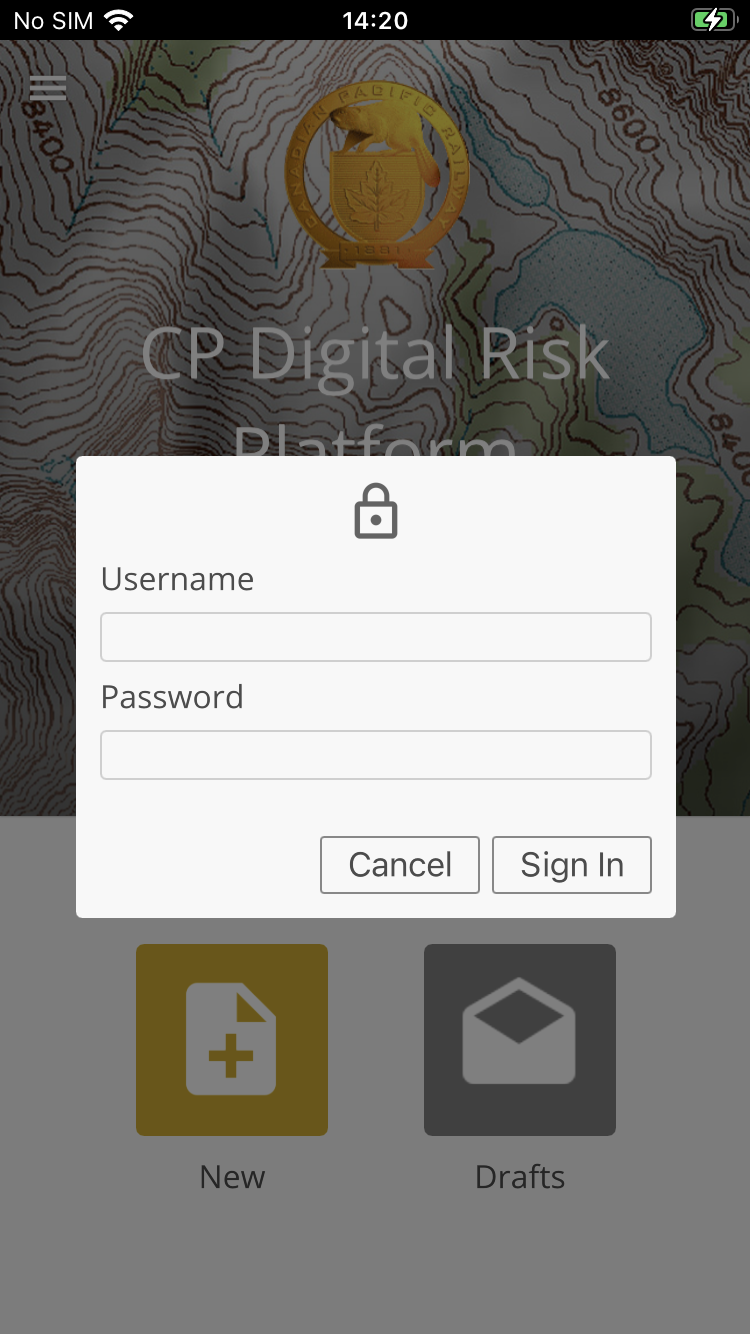 No SIM 14:20
8400
8600
CANADIAN PACIFIC RAILWAY
1881
CP Digital Risk
Platform
Username
Password
Cancel Sign In
New Drafts